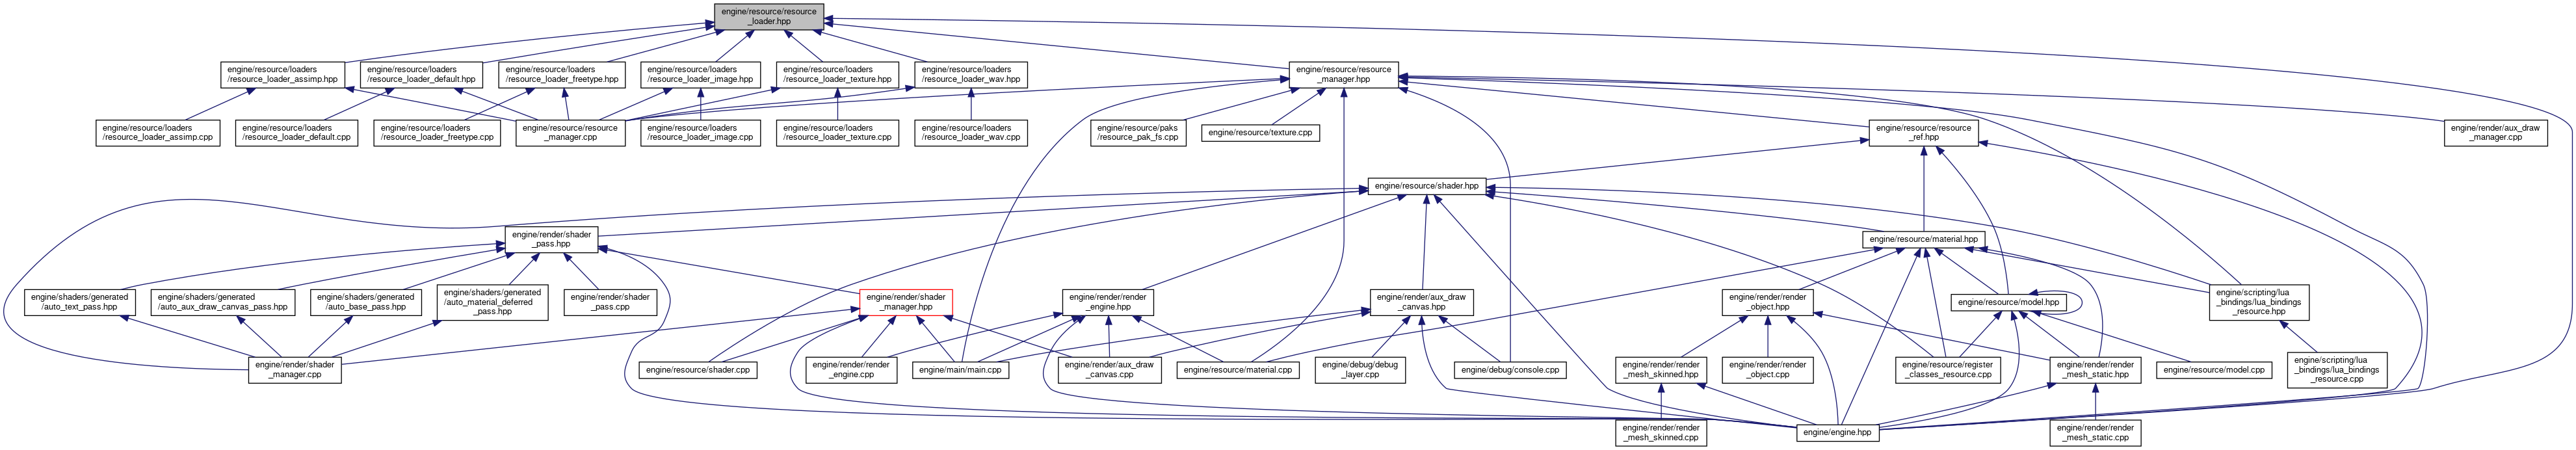 engine/resource/resource
_loader.hpp
engine/resource/loaders
/resource_loader_assimp.hpp
engine/resource/loaders
/resource_loader_default.hpp
engine/resource/loaders
/resource_loader_freetype.hpp
engine/resource/loaders
/resource_loader_image.hpp
engine/resource/loaders
/resource_loader_texture.hpp
engine/resource/loaders
/resource_loader_wav.hpp
engine/resource/resource
_manager.hpp
engine/resource/loaders
/resource_loader_assimp.cpp
engine/resource/loaders
/resource_loader_default.cpp
engine/resource/loaders
/resource_loader_freetype.cpp
engine/resource/resource
_manager.cpp
engine/resource/loaders
/resource_loader_image.cpp
engine/resource/loaders
/resource_loader_texture.cpp
engine/resource/loaders
/resource_loader_wav.cpp
engine/resource/paks
/resource_pak_fs.cpp
engine/resource/texture.cpp
engine/resource/resource
_ref.hpp
engine/render/aux_draw
_manager.cpp
engine/resource/shader.hpp
engine/render/shader
_pass.hpp
engine/resource/material.hpp
engine/shaders/generated
/auto_text_pass.hpp
engine/shaders/generated
/auto_aux_draw_canvas_pass.hpp
engine/shaders/generated
/auto_base_pass.hpp
engine/shaders/generated
/auto_material_deferred
_pass.hpp
engine/render/shader
_pass.cpp
engine/render/shader
_manager.hpp
engine/render/render
_engine.hpp
engine/render/aux_draw
_canvas.hpp
engine/render/render
_object.hpp
engine/resource/model.hpp
engine/scripting/lua
_bindings/lua_bindings
_resource.hpp
engine/render/shader
_manager.cpp
engine/resource/shader.cpp
engine/render/render
_engine.cpp
engine/main/main.cpp
engine/render/aux_draw
_canvas.cpp
engine/resource/material.cpp
engine/debug/debug
_layer.cpp
engine/debug/console.cpp
engine/render/render
_mesh_skinned.hpp
engine/render/render
_object.cpp
engine/resource/register
_classes_resource.cpp
engine/render/render
_mesh_static.hpp
engine/resource/model.cpp
engine/scripting/lua
_bindings/lua_bindings
_resource.cpp
engine/render/render
_mesh_skinned.cpp
engine/engine.hpp
engine/render/render
_mesh_static.cpp